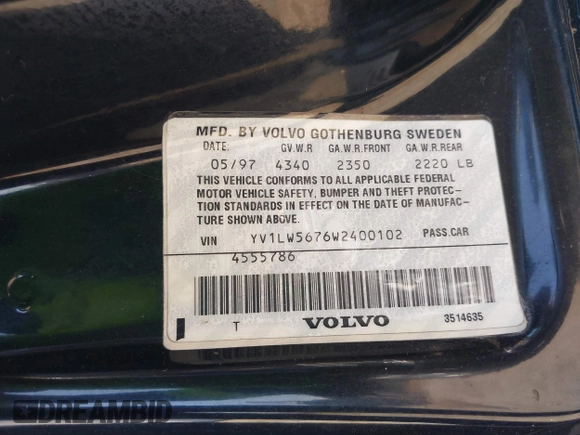 MFD. BY VOLVO GOTHENBURG SWEDEN
DATE. GV.W.R GA.W.R.FRONT GA.W.R.REAR
05/97 4340 2350 2220 LB
THIS VEHICLE CONFORMS TO ALL APPLICABLE FEDERAL
MOTOR VEHICLE SAFETY, BUMPER AND THEFT PROTEC-
TION STANDARDS IN EFFECT ON THE DATE OF MANUFAC-
TURE SHOWN ABOVE.
VIN YV1LW5676W2400102 PASS.CAR
4555786
T VOLVO 3514635
DREAMBID